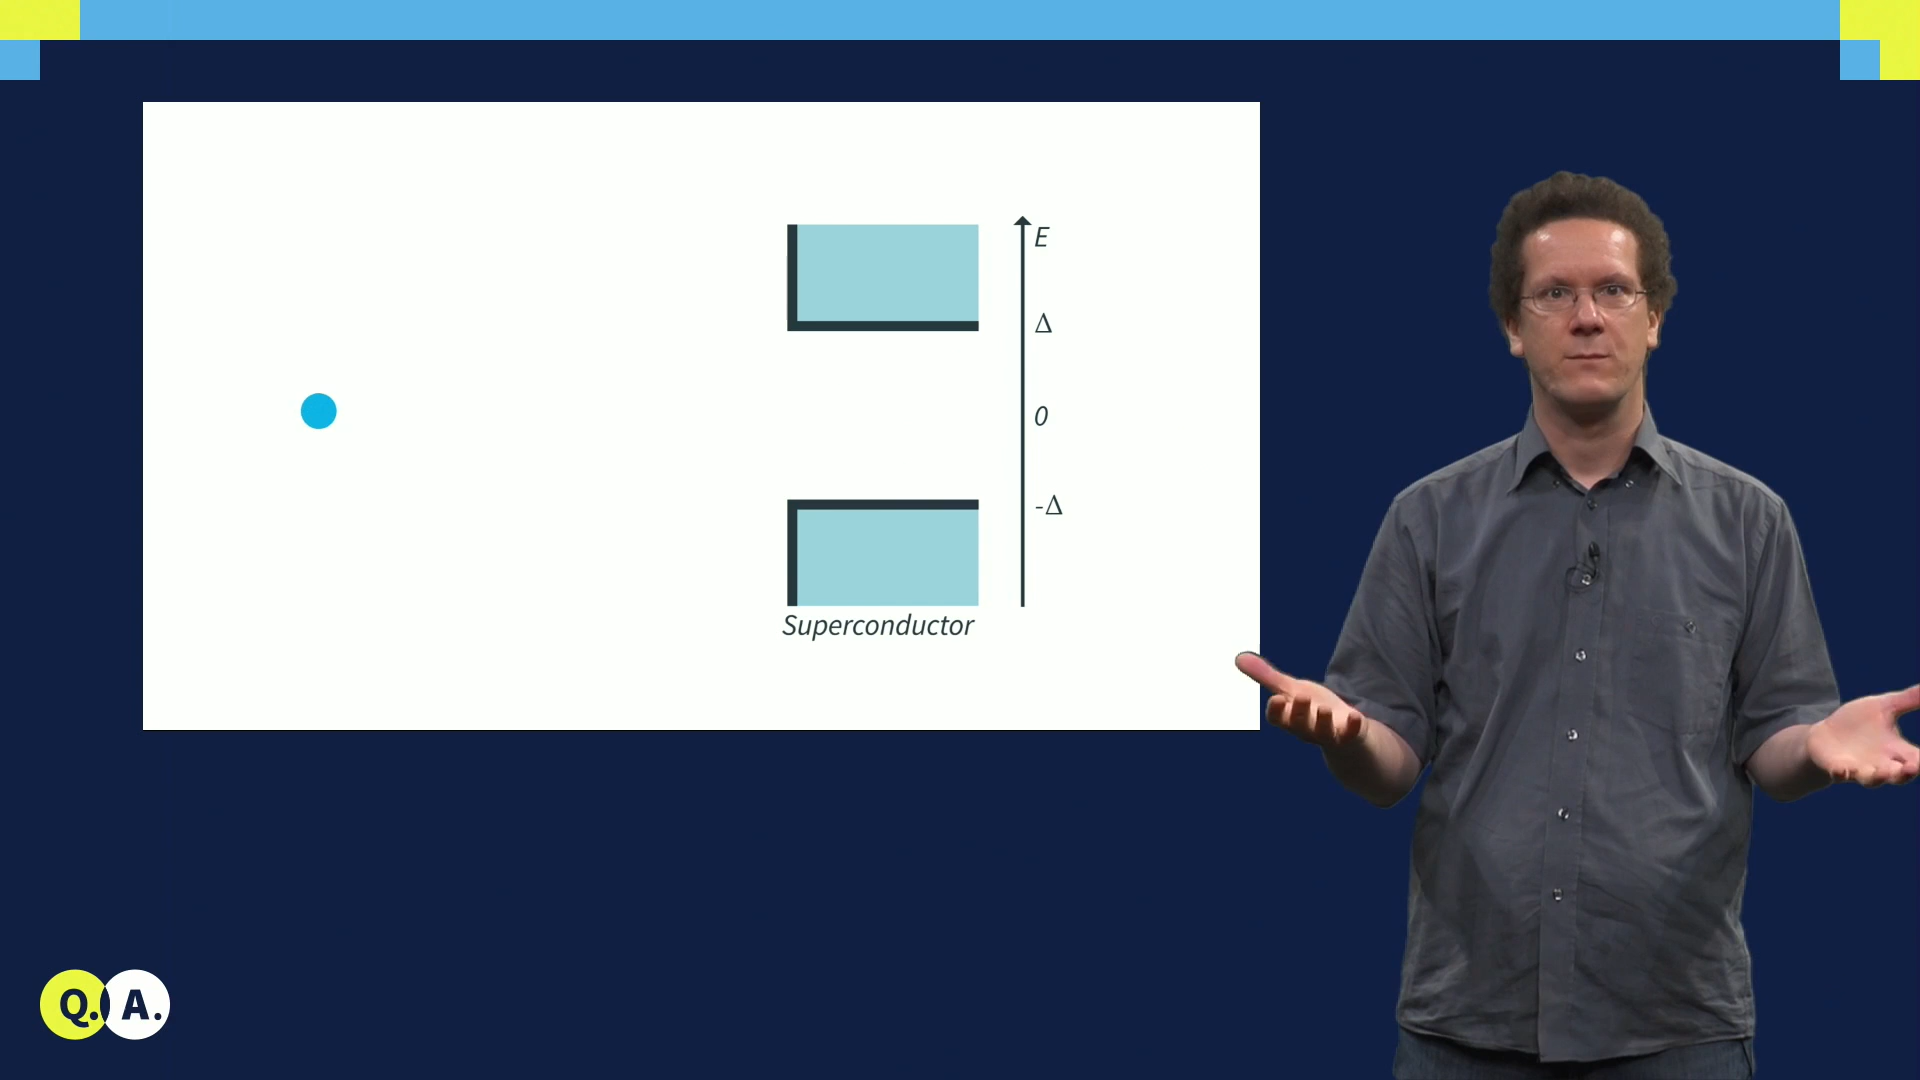 E
Δ
0
-Δ
Superconductor
Q. A.